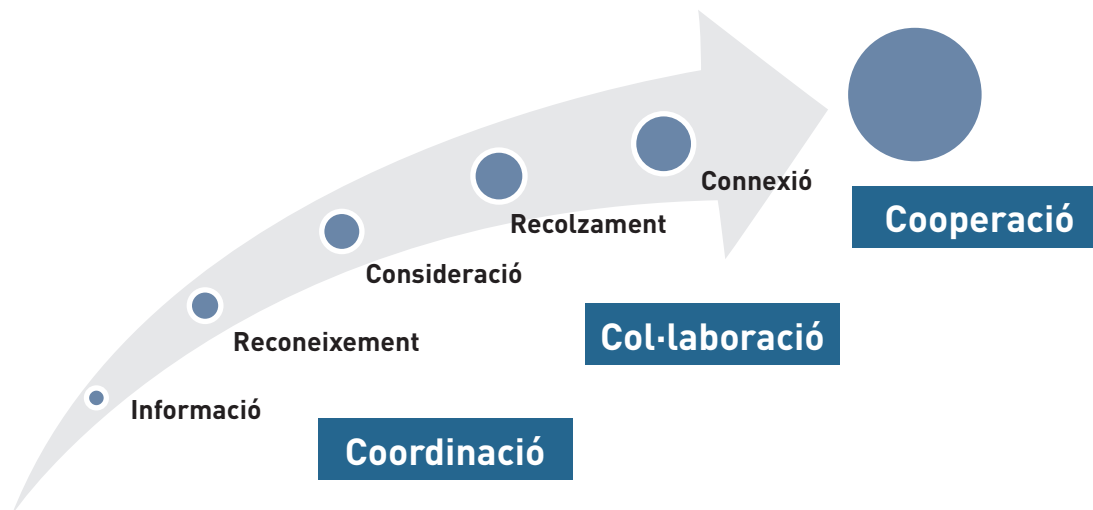 Connexió
Cooperació
Recolzament
Consideració
Col·laboració
Reconeixement
Informació
Coordinació